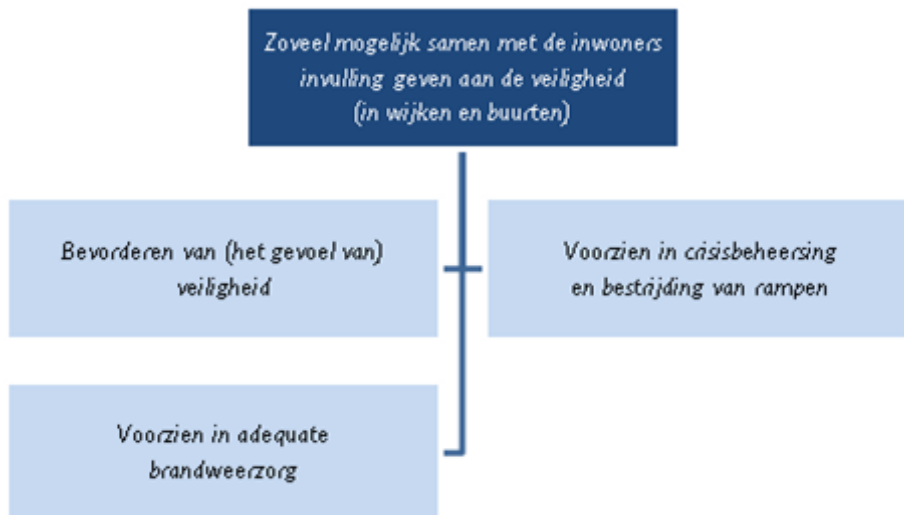 Zoveel mogelijk samen met de inwoners
invulling geven aan de veiligheid
(in wijken en buurten)
Bevorderen van (het gevoel van)
veiligheid
Voorzien in crisisbeheersing
en bestrijding van rampen
Voorzien in adequate
brandweerzorg